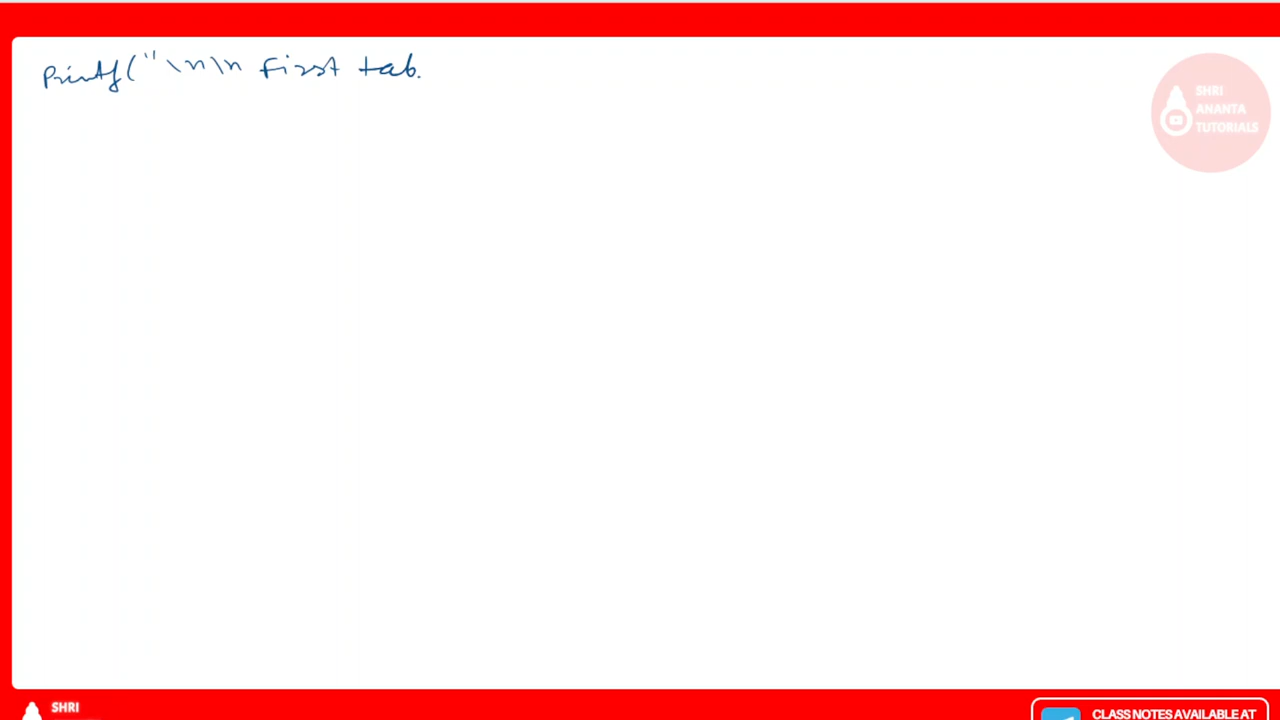 Printf("\n\n First tab.
SHRI
ANANTA
TUTORIALS
SHRI
CLASS NOTES AVAILABLE AT